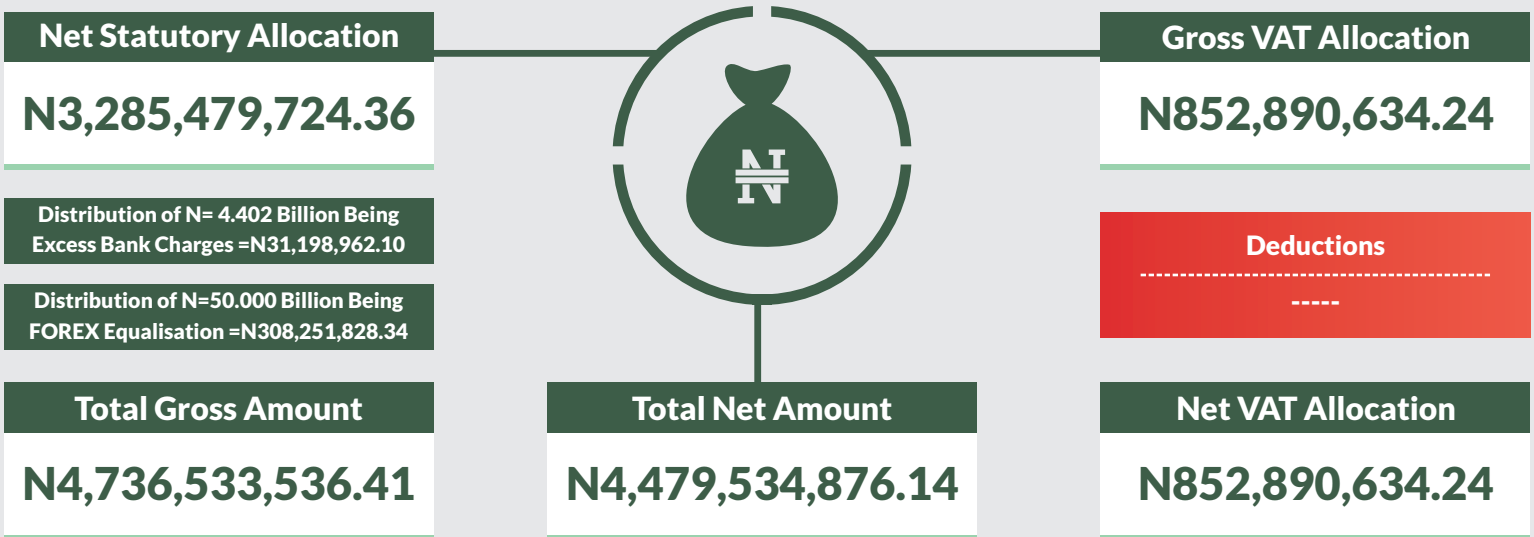 Net Statutory Allocation
N3,285,479,724.36
Gross VAT Allocation
N852,890,634.24
₦
Distribution of N= 4.402 Billion Being
Excess Bank Charges =N31,198,962.10
Distribution of N=50.000 Billion Being
FOREX Equalisation =N308,251,828.34
Deductions
-----
Total Gross Amount
N4,736,533,536.41
Total Net Amount
N4,479,534,876.14
Net VAT Allocation
N852,890,634.24